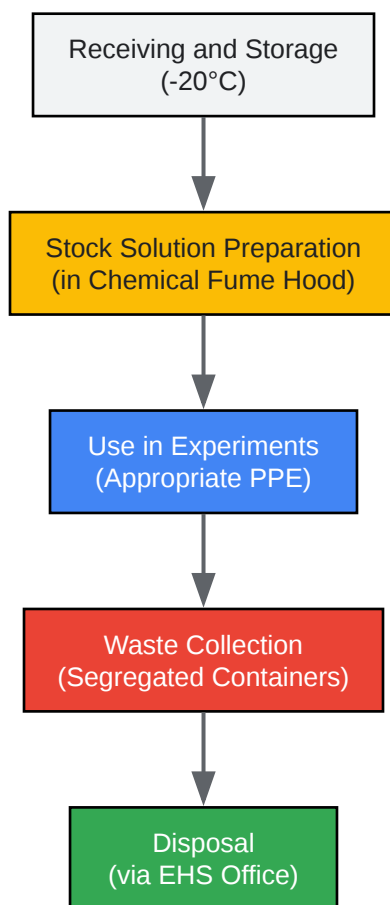 Receiving and Storage
(-20°C)
Stock Solution Preparation
(in Chemical Fume Hood)
Use in Experiments
(Appropriate PPE)
Waste Collection
(Segregated Containers)
Disposal
(via EHS Office)